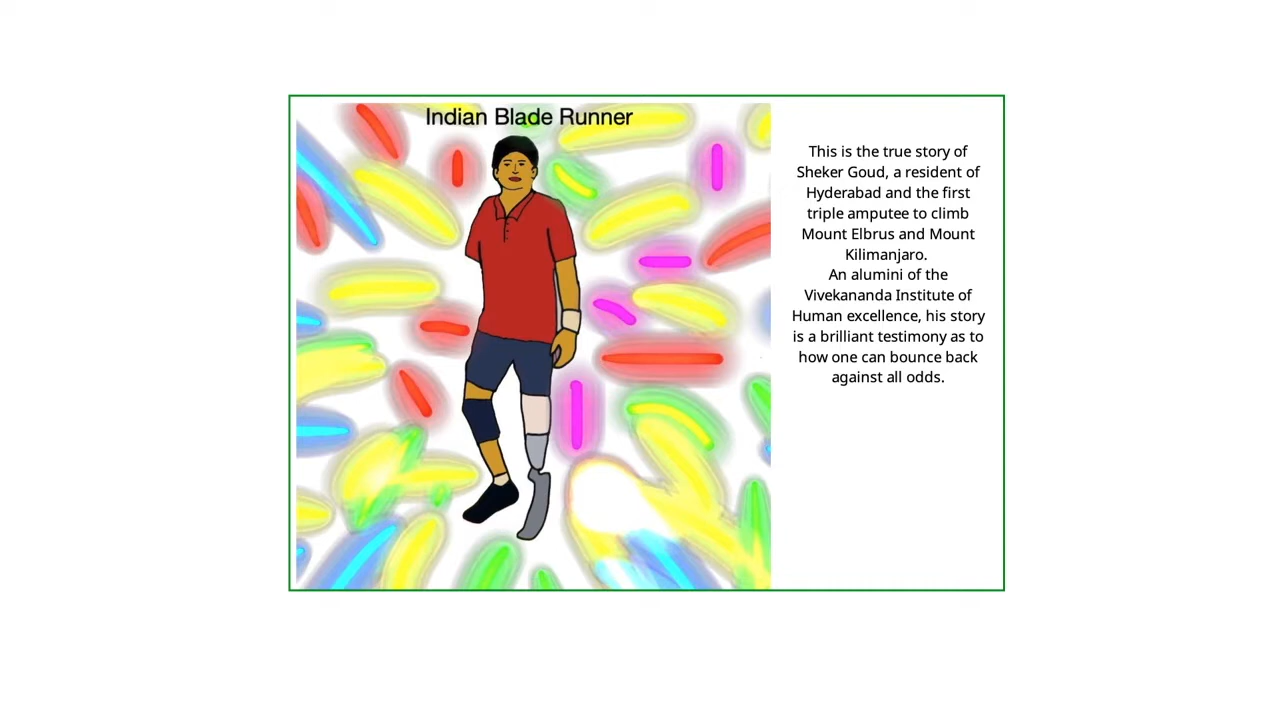 Indian Blade Runner
This is the true story of
Sheker Goud, a resident of
Hyderabad and the first
triple amputee to climb
Mount Elbrus and Mount
Kilimanjaro.
An alumini of the
Vivekananda Institute of
Human excellence, his story
is a brilliant testimony as to
how one can bounce back
against all odds.